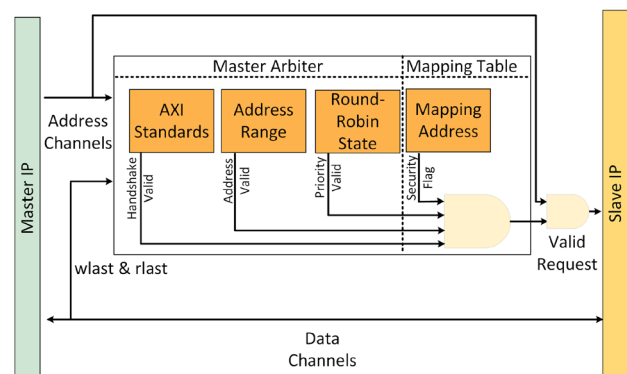 Master Arbiter
Mapping Table
AXI
Standards
Address
Range
Round-
Robin
State
Mapping
Address
Address
Channels
Handshake
Valid
Address
Valid
Priority
Valid
Security
Flag
Master IP
Slave IP
Valid
Request
wlast & rlast
Data
Channels